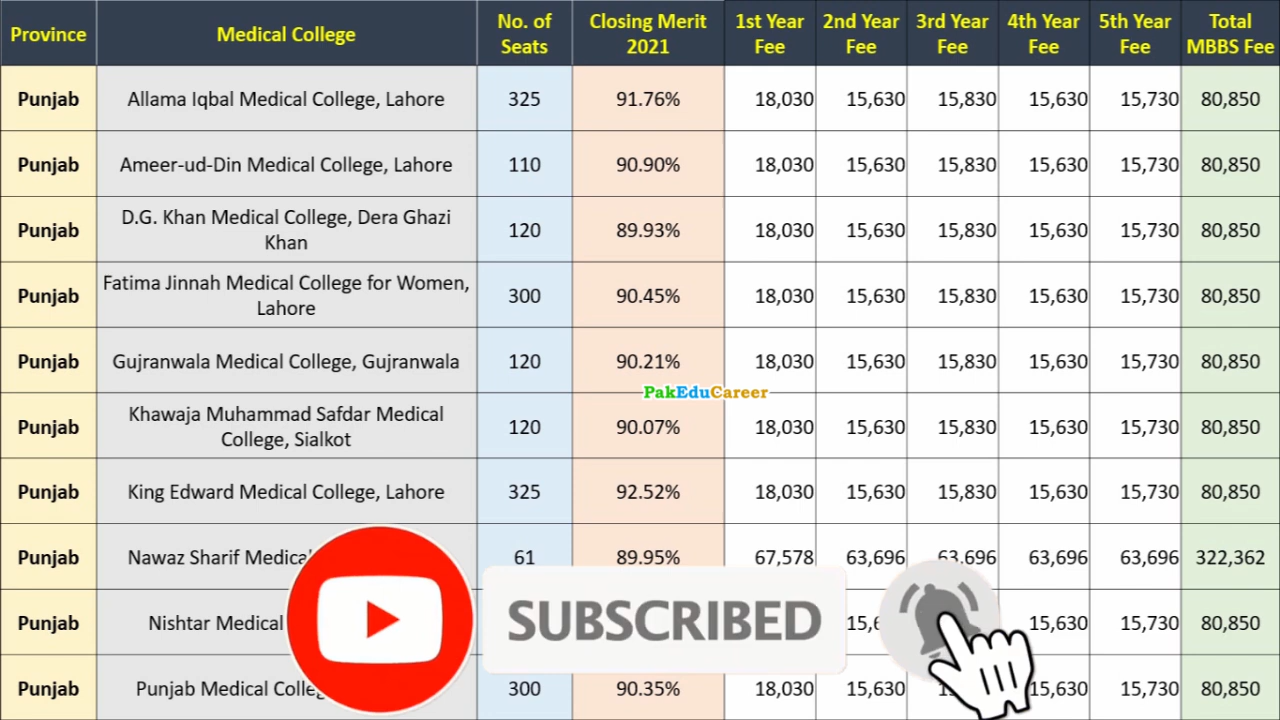 Province Medical College No. of Seats Closing Merit 2021 1st Year Fee 2nd Year Fee 3rd Year Fee 4th Year Fee 5th Year Fee Total MBBS Fee
Punjab Allama Iqbal Medical College, Lahore 325 91.76% 18,030 15,630 15,830 15,630 15,730 80,850
Punjab Ameer-ud-Din Medical College, Lahore 110 90.90% 18,030 15,630 15,830 15,630 15,730 80,850
Punjab D.G. Khan Medical College, Dera Ghazi Khan 120 89.93% 18,030 15,630 15,830 15,630 15,730 80,850
Punjab Fatima Jinnah Medical College for Women, Lahore 300 90.45% 18,030 15,630 15,830 15,630 15,730 80,850
Punjab Gujranwala Medical College, Gujranwala 120 90.21% 18,030 15,630 15,830 15,630 15,730 80,850
PakEduCareer
Punjab Khawaja Muhammad Safdar Medical College, Sialkot 120 90.07% 18,030 15,630 15,830 15,630 15,730 80,850
Punjab King Edward Medical College, Lahore 325 92.52% 18,030 15,630 15,830 15,630 15,730 80,850
Punjab Nawaz Sharif Medical 61 89.95% 67,578 63,696 63,696 63,696 63,696 322,362
Punjab Nishtar Medical 15,630 15,730 80,850
SUBSCRIBED
Punjab Punjab Medical 300 90.35% 18,030 15,630 15,630 15,730 80,850